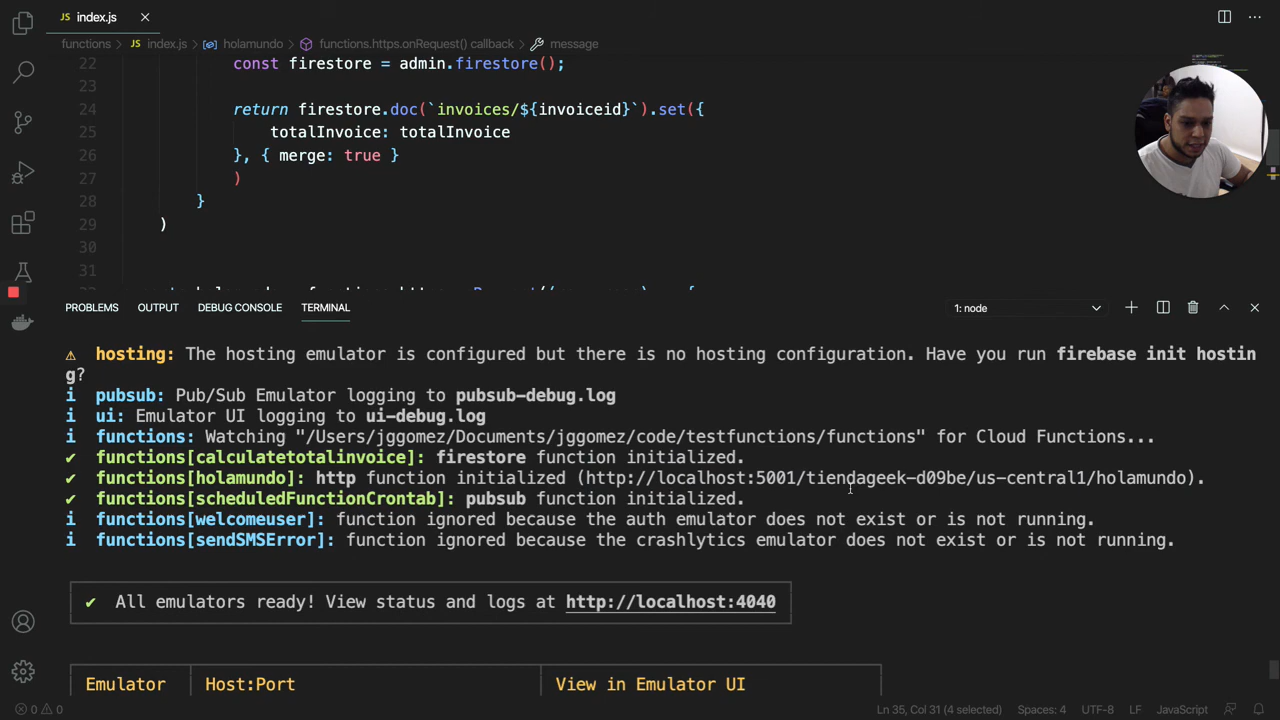 JS index.js
functions > JS index.js > holamundo > functions.https.onRequest() callback > message
22 const firestore = admin.firestore();
23
24 return firestore.doc(`invoices/${invoiceid}`).set({
25 totalInvoice: totalInvoice
26 }, { merge: true }
27 )
28 }
29 )
30
31
PROBLEMS OUTPUT DEBUG CONSOLE TERMINAL 1: node
⚠ hosting: The hosting emulator is configured but there is no hosting configuration. Have you run firebase init hostin
g?
i pubsub: Pub/Sub Emulator logging to pubsub-debug.log
i ui: Emulator UI logging to ui-debug.log
i functions: Watching "/Users/jggomez/Documents/jggomez/code/testfunctions/functions" for Cloud Functions...
✔ functions[calculatetotalinvoice]: firestore function initialized.
✔ functions[holamundo]: http function initialized (http://localhost:5001/tiendageek-d09be/us-central1/holamundo).
✔ functions[scheduledFunctionCrontab]: pubsub function initialized.
i functions[welcomeuser]: function ignored because the auth emulator does not exist or is not running.
i functions[sendSMSError]: function ignored because the crashlytics emulator does not exist or is not running.
✔ All emulators ready! View status and logs at http://localhost:4040
Emulator Host:Port View in Emulator UI
0 0 Ln 35, Col 31 (4 selected) Spaces: 4 UTF-8 LF JavaScript